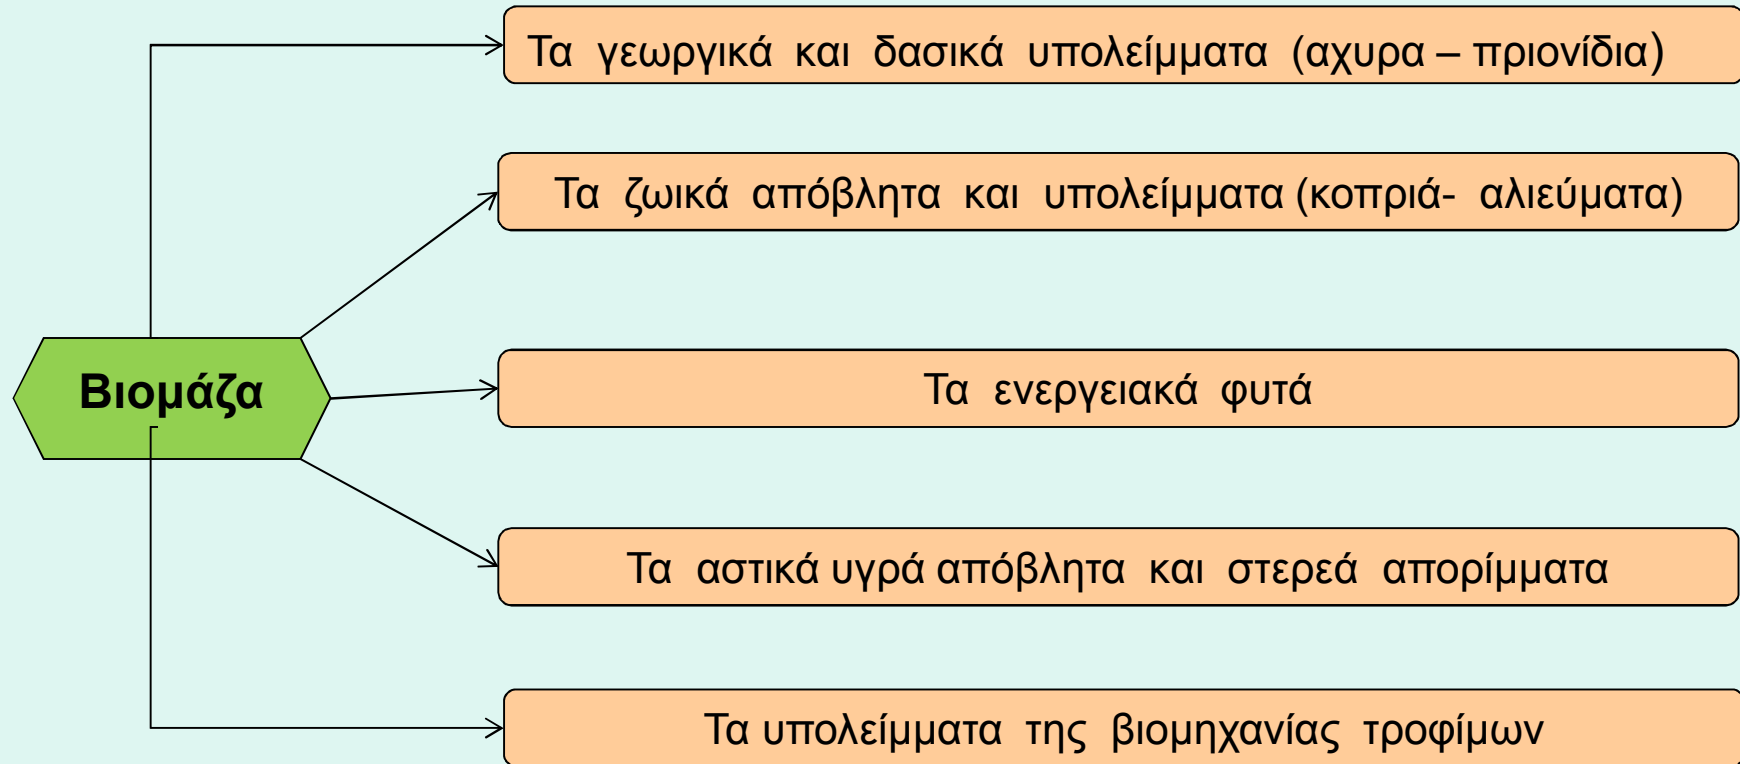 Τα γεωργικά και δασικά υπολείμματα (αχυρα – πριονίδια)
Τα ζωικά απόβλητα και υπολείμματα (κοπριά- αλιεύματα)
Βιομάζα
Τα ενεργειακά φυτά
Τα αστικά υγρά απόβλητα και στερεά απορίμματα
Τα υπολείμματα της βιομηχανίας τροφίμων